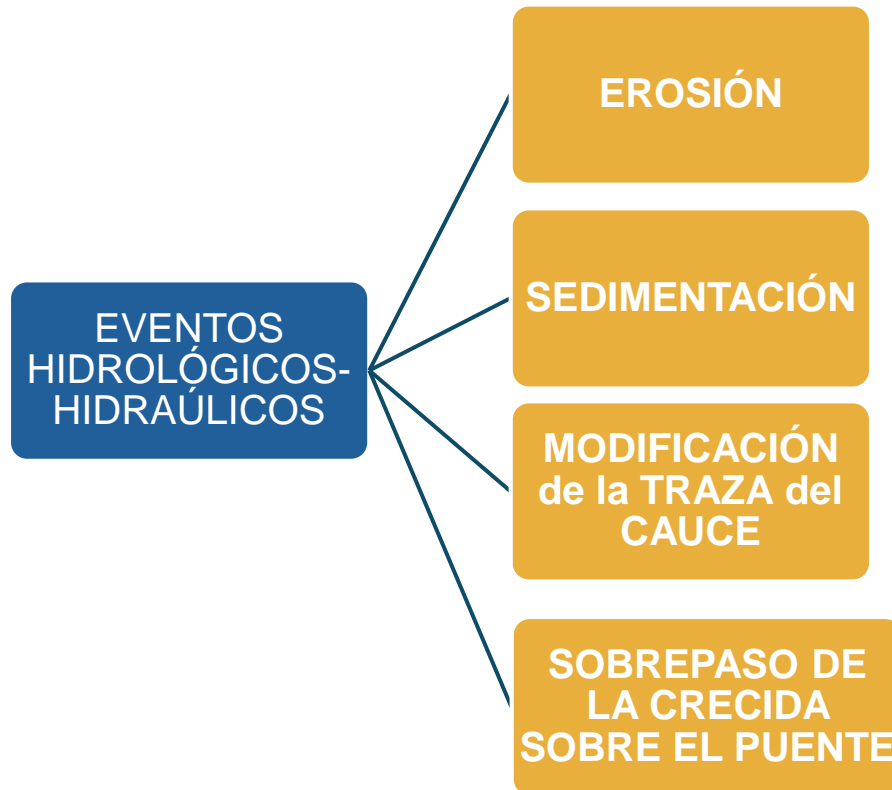 EVENTOS
HIDROLÓGICOS-
HIDRAÚLICOS
EROSIÓN
SEDIMENTACIÓN
MODIFICACIÓN
de la TRAZA del
CAUCE
SOBREPASO DE
LA CRECIDA
SOBRE EL PUENTE